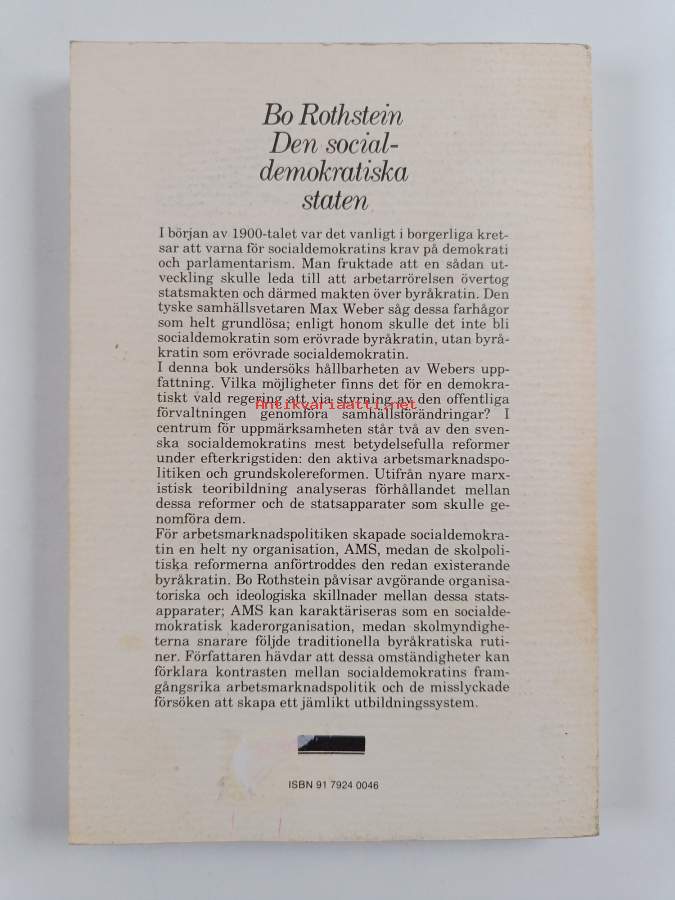 Bo Rothstein
Den social-
demokratiska
staten
I början av 1900-talet var det vanligt i borgerliga kret-
sar att varna för socialdemokratins krav på demokrati
och parlamentarism. Man fruktade att en sådan ut-
veckling skulle leda till att arbetarrörelsen övertog
statsmakten och därmed makten över byråkratin. Den
tyske samhällsvetaren Max Weber såg dessa farhågor
som helt grundlösa; enligt honom skulle det inte bli
socialdemokratin som erövrade byråkratin, utan byrå-
kratin som erövrade socialdemokratin.
I denna bok undersöks hållbarheten av Webers upp-
fattning. Vilka möjligheter finns det för en demokra-
tiskt vald regering att via styrning av den offentliga
Antikvariaatti.net
förvaltningen genomföra samhällsförändringar? I
centrum för uppmärksamheten står två av den sven-
ska socialdemokratins mest betydelsefulla reformer
under efterkrigstiden: den aktiva arbetsmarknadspo-
litiken och grundskolereformen. Utifrån nyare marx-
istisk teoribildning analyseras förhållandet mellan
dessa reformer och de statsapparater som skulle ge-
nomföra dem.
För arbetsmarknadspolitiken skapade socialdemokra-
tin en helt ny organisation, AMS, medan de skolpoli-
tiska reformerna anförtroddes den redan existerande
byråkratin. Bo Rothstein påvisar avgörande organisa-
toriska och ideologiska skillnader mellan dessa stats-
apparater; AMS kan karaktäriseras som en socialde-
mokratisk kaderorganisation, medan skolmyndighe-
terna snarare följde traditionella byråkratiska ruti-
ner. Författaren hävdar att dessa omständigheter kan
förklara kontrasten mellan socialdemokratins fram-
gångsrika arbetsmarknadspolitik och de misslyckade
försöken att skapa ett jämlikt utbildningssystem.
ISBN 91 7924 0046